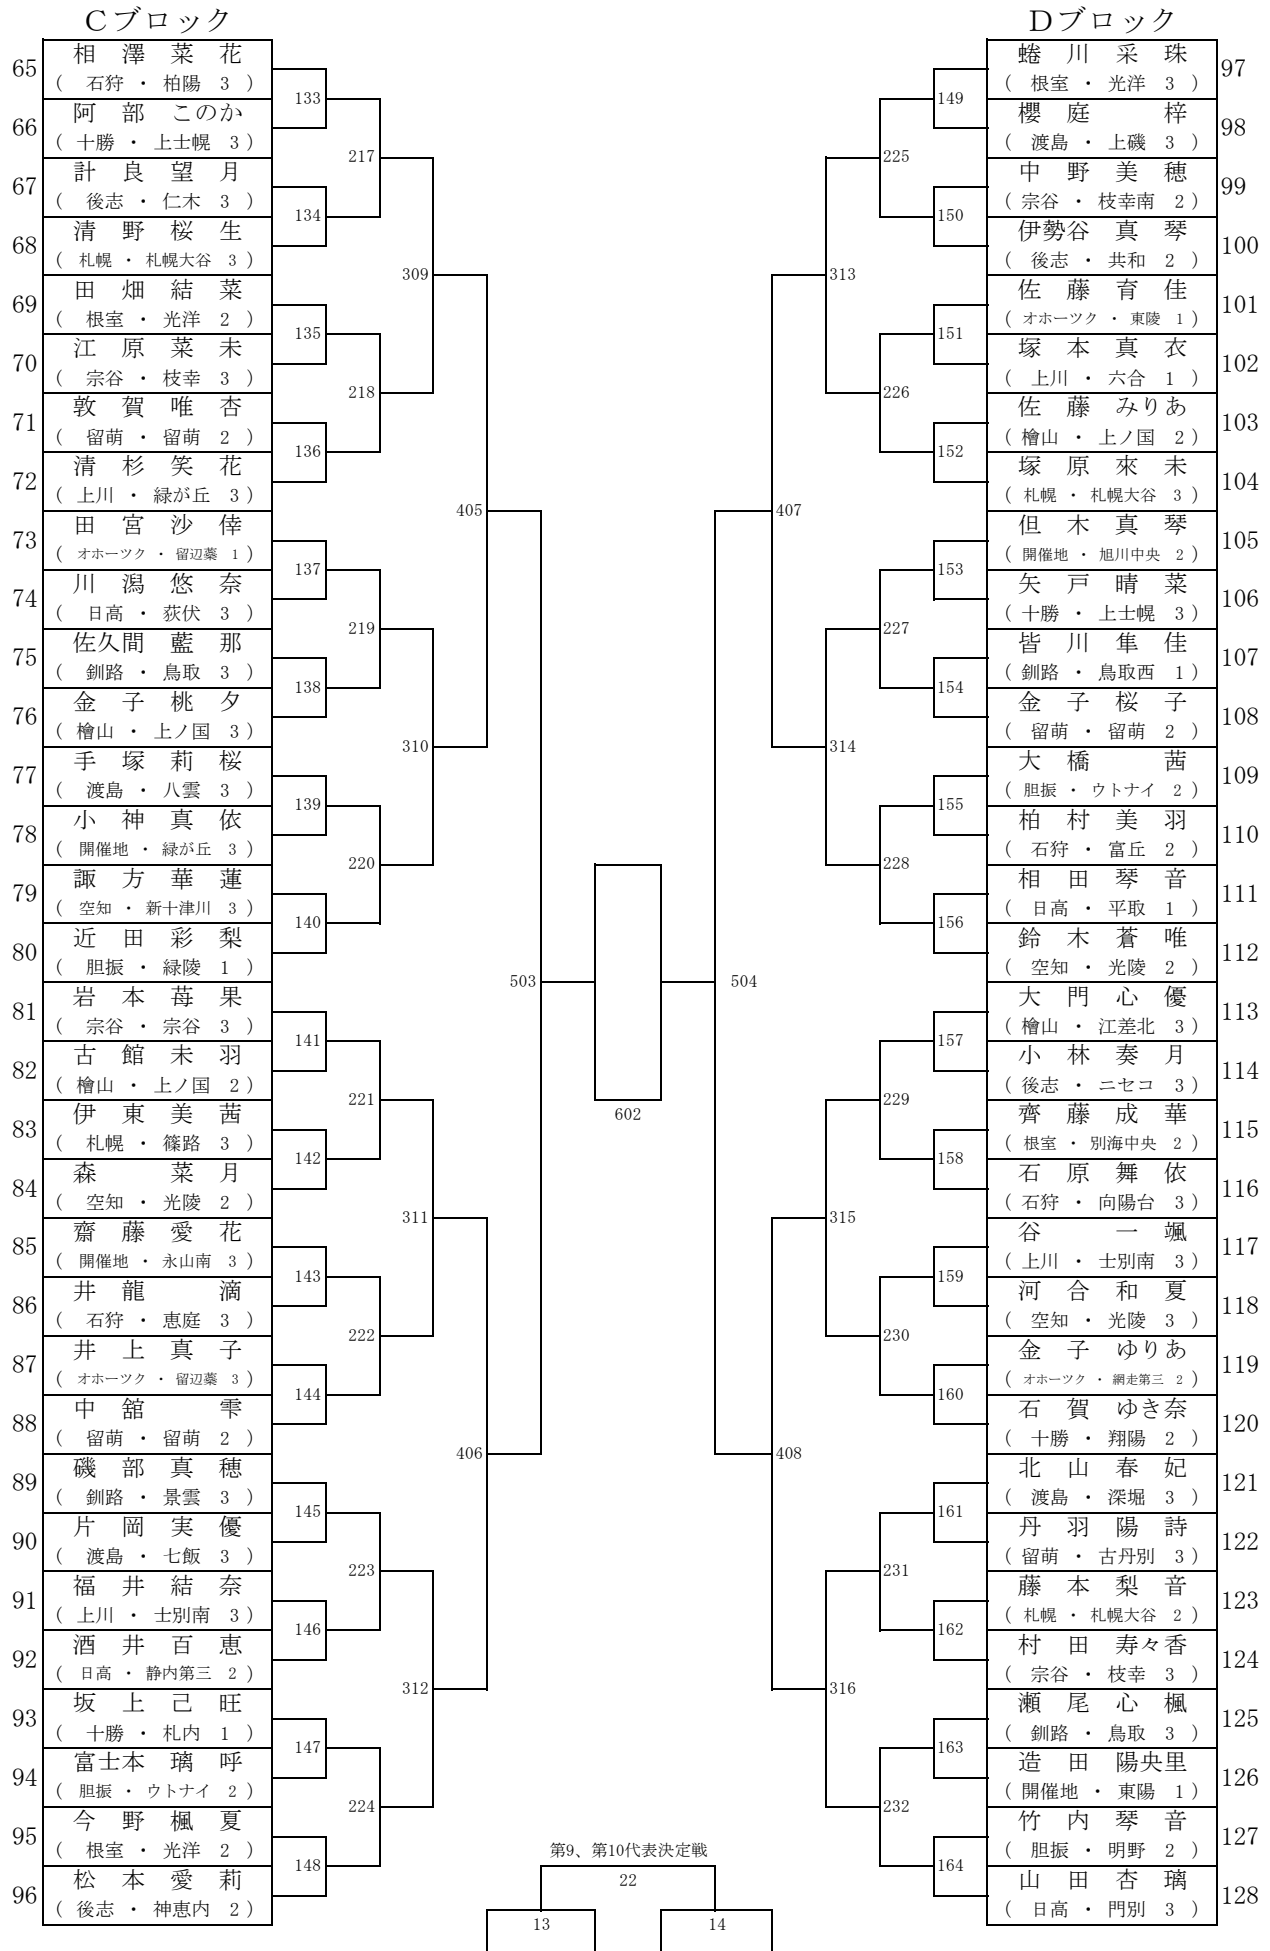 Cブロック
65
相澤菜花
( 石狩 ・ 柏陽 3 )
66
阿部 このか
( 十勝 ・ 上士幌 3 )
133
67
計良望月
( 後志 ・ 仁木 3 )
68
清野桜生
( 札幌 ・ 札幌大谷 3 )
134
217
69
田畑結菜
( 根室 ・ 光洋 2 )
70
江原菜未
( 宗谷 ・ 枝幸 3 )
135
71
敦賀唯杏
( 留萌 ・ 留萌 2 )
72
清杉笑花
( 上川 ・ 緑が丘 3 )
136
218
309
73
田宮沙倖
( オホーツク ・ 留辺蘂 1 )
74
川潟悠奈
( 日高 ・ 荻伏 3 )
137
75
佐久間藍那
( 釧路 ・ 鳥取 3 )
76
金子桃夕
( 檜山 ・ 上ノ国 3 )
138
219
77
手塚莉桜
( 渡島 ・ 八雲 3 )
78
小神真依
( 開催地 ・ 緑が丘 3 )
139
79
諏方華蓮
( 空知 ・ 新十津川 3 )
80
近田彩梨
( 胆振 ・ 緑陵 1 )
140
220
310
405
81
岩本苺果
( 宗谷 ・ 宗谷 3 )
82
古館未羽
( 檜山 ・ 上ノ国 2 )
141
83
伊東美茜
( 札幌 ・ 篠路 3 )
84
森 菜月
( 空知 ・ 光陵 2 )
142
221
85
齋藤愛花
( 開催地 ・ 永山南 3 )
86
井龍 滴
( 石狩 ・ 恵庭 3 )
143
87
井上真子
( オホーツク ・ 留辺蘂 3 )
88
中舘 雫
( 留萌 ・ 留萌 2 )
144
222
311
89
磯部真穂
( 釧路 ・ 景雲 3 )
90
片岡実優
( 渡島 ・ 七飯 3 )
145
91
福井結奈
( 上川 ・ 士別南 3 )
92
酒井百恵
( 日高 ・ 静内第三 2 )
146
223
93
坂上己旺
( 十勝 ・ 札内 1 )
94
富士本璃呼
( 胆振 ・ ウトナイ 2 )
147
95
今野楓夏
( 根室 ・ 光洋 2 )
96
松本愛莉
( 後志 ・ 神恵内 2 )
148
224
312
406
503
602
504
第9、第10代表決定戦
22
13
14
Dブロック
蜷川采珠
( 根室 ・ 光洋 3 )
97
櫻庭 梓
( 渡島 ・ 上磯 3 )
98
149
中野美穂
( 宗谷 ・ 枝幸南 2 )
99
伊勢谷真琴
( 後志 ・ 共和 2 )
100
150
225
佐藤育佳
( オホーツク ・ 東陵 1 )
101
塚本真衣
( 上川 ・ 六合 1 )
102
151
佐藤 みりあ
( 檜山 ・ 上ノ国 2 )
103
塚原來未
( 札幌 ・ 札幌大谷 3 )
104
152
226
313
但木真琴
( 開催地 ・ 旭川中央 2 )
105
矢戸晴菜
( 十勝 ・ 上士幌 3 )
106
153
皆川隼佳
( 釧路 ・ 鳥取西 1 )
107
金子桜子
( 留萌 ・ 留萌 2 )
108
154
227
大橋 茜
( 胆振 ・ ウトナイ 2 )
109
柏村美羽
( 石狩 ・ 富丘 2 )
110
155
相田琴音
( 日高 ・ 平取 1 )
111
鈴木蒼唯
( 空知 ・ 光陵 2 )
112
156
228
314
407
大門心優
( 檜山 ・ 江差北 3 )
113
小林奏月
( 後志 ・ ニセコ 3 )
114
157
齊藤成華
( 根室 ・ 別海中央 2 )
115
石原舞依
( 石狩 ・ 向陽台 3 )
116
158
229
谷 一颯
( 上川 ・ 士別南 3 )
117
河合和夏
( 空知 ・ 光陵 3 )
118
159
金子 ゆりあ
( オホーツク ・ 網走第三 2 )
119
石賀 ゆき奈
( 十勝 ・ 翔陽 2 )
120
160
230
315
北山春妃
( 渡島 ・ 深堀 3 )
121
丹羽陽詩
( 留萌 ・ 古丹別 3 )
122
161
藤本梨音
( 札幌 ・ 札幌大谷 2 )
123
村田 寿々香
( 宗谷 ・ 枝幸 3 )
124
162
231
瀬尾心楓
( 釧路 ・ 鳥取 3 )
125
造田 陽央里
( 開催地 ・ 東陽 1 )
126
163
竹内琴音
( 胆振 ・ 明野 2 )
127
山田杏璃
( 日高 ・ 門別 3 )
128
164
232
316
408